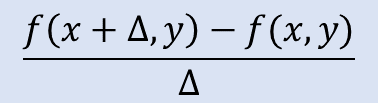 f(x + Δ, y) − f(x, y)
Δ